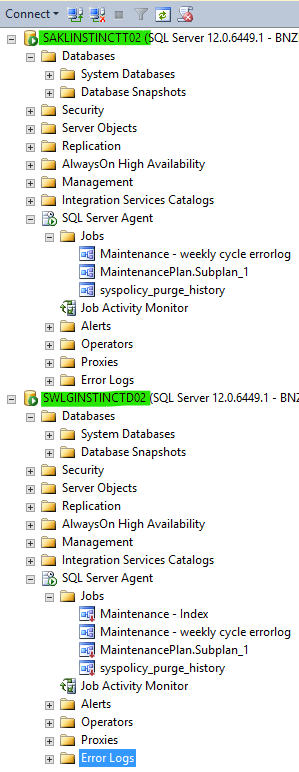 Connect
SAKLINSTINCTT02 (SQL Server 12.0.6449.1 - BNZ
Databases
System Databases
Database Snapshots
Security
Server Objects
Replication
AlwaysOn High Availability
Management
Integration Services Catalogs
SQL Server Agent
Jobs
Maintenance - weekly cycle errorlog
MaintenancePlan.Subplan_1
syspolicy_purge_history
Job Activity Monitor
Alerts
Operators
Proxies
Error Logs
SWLGINSTINCTD02 (SQL Server 12.0.6449.1 - BNZ
Databases
System Databases
Database Snapshots
Security
Server Objects
Replication
AlwaysOn High Availability
Management
Integration Services Catalogs
SQL Server Agent
Jobs
Maintenance - Index
Maintenance - weekly cycle errorlog
MaintenancePlan.Subplan_1
syspolicy_purge_history
Job Activity Monitor
Alerts
Operators
Proxies
Error Logs